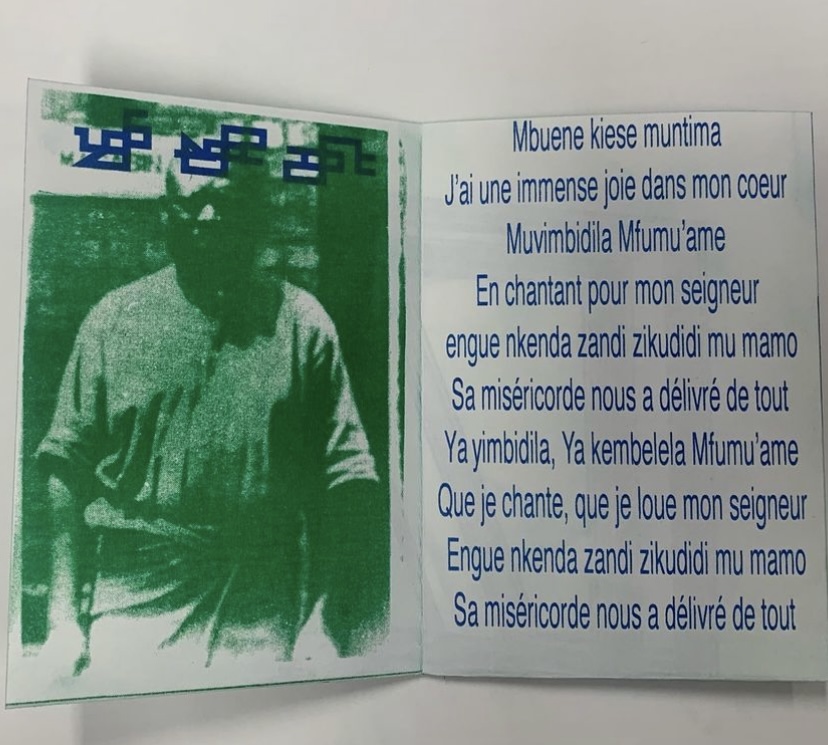 Mbuene kiese muntima
J'ai une immense joie dans mon coeur
Muvimbidila Mfumu'ame
En chantant pour mon seigneur
engue nkenda zandi zikudidi mu mamo
Sa miséricorde nous a délivré de tout
Ya yimbidila, Ya kembelela Mfumu'ame
Que je chante, que je loue mon seigneur
Engue nkenda zandi zikudidi mu mamo
Sa miséricorde nous a délivré de tout